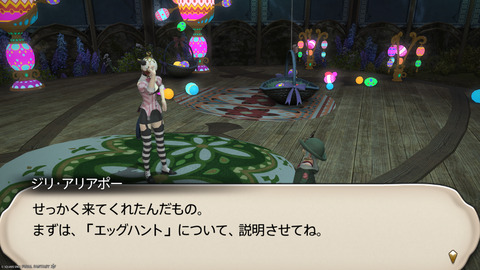 ジリ・アリアポー
せっかく来てくれたんだもの。
まずは、「エッグハント」について、説明させてね。